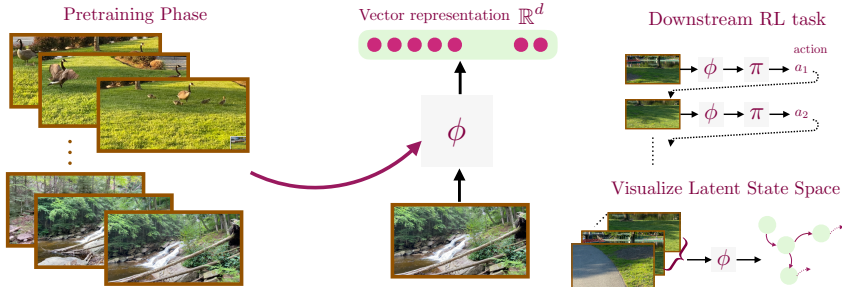 Pretraining Phase
Vector representation ℝ^d
ϕ
Downstream RL task
action
ϕ π a₁
ϕ π a₂
Visualize Latent State Space
ϕ